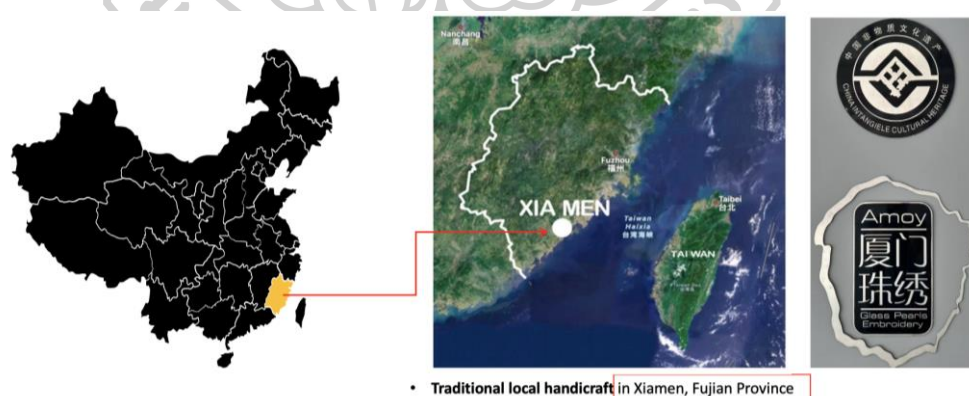 Nanchang
南昌
Fuzhou
福州
XIA MEN
Taiwan
Haixia
台湾海峡
Taibei
台北
TAI WAN
中国非物质文化遗产
CHINA INTANGIELE CULTURAL HERITAGE
Amoy
厦门
珠绣
Glass Pearls
Embroidery
• Traditional local handicraft in Xiamen, Fujian Province